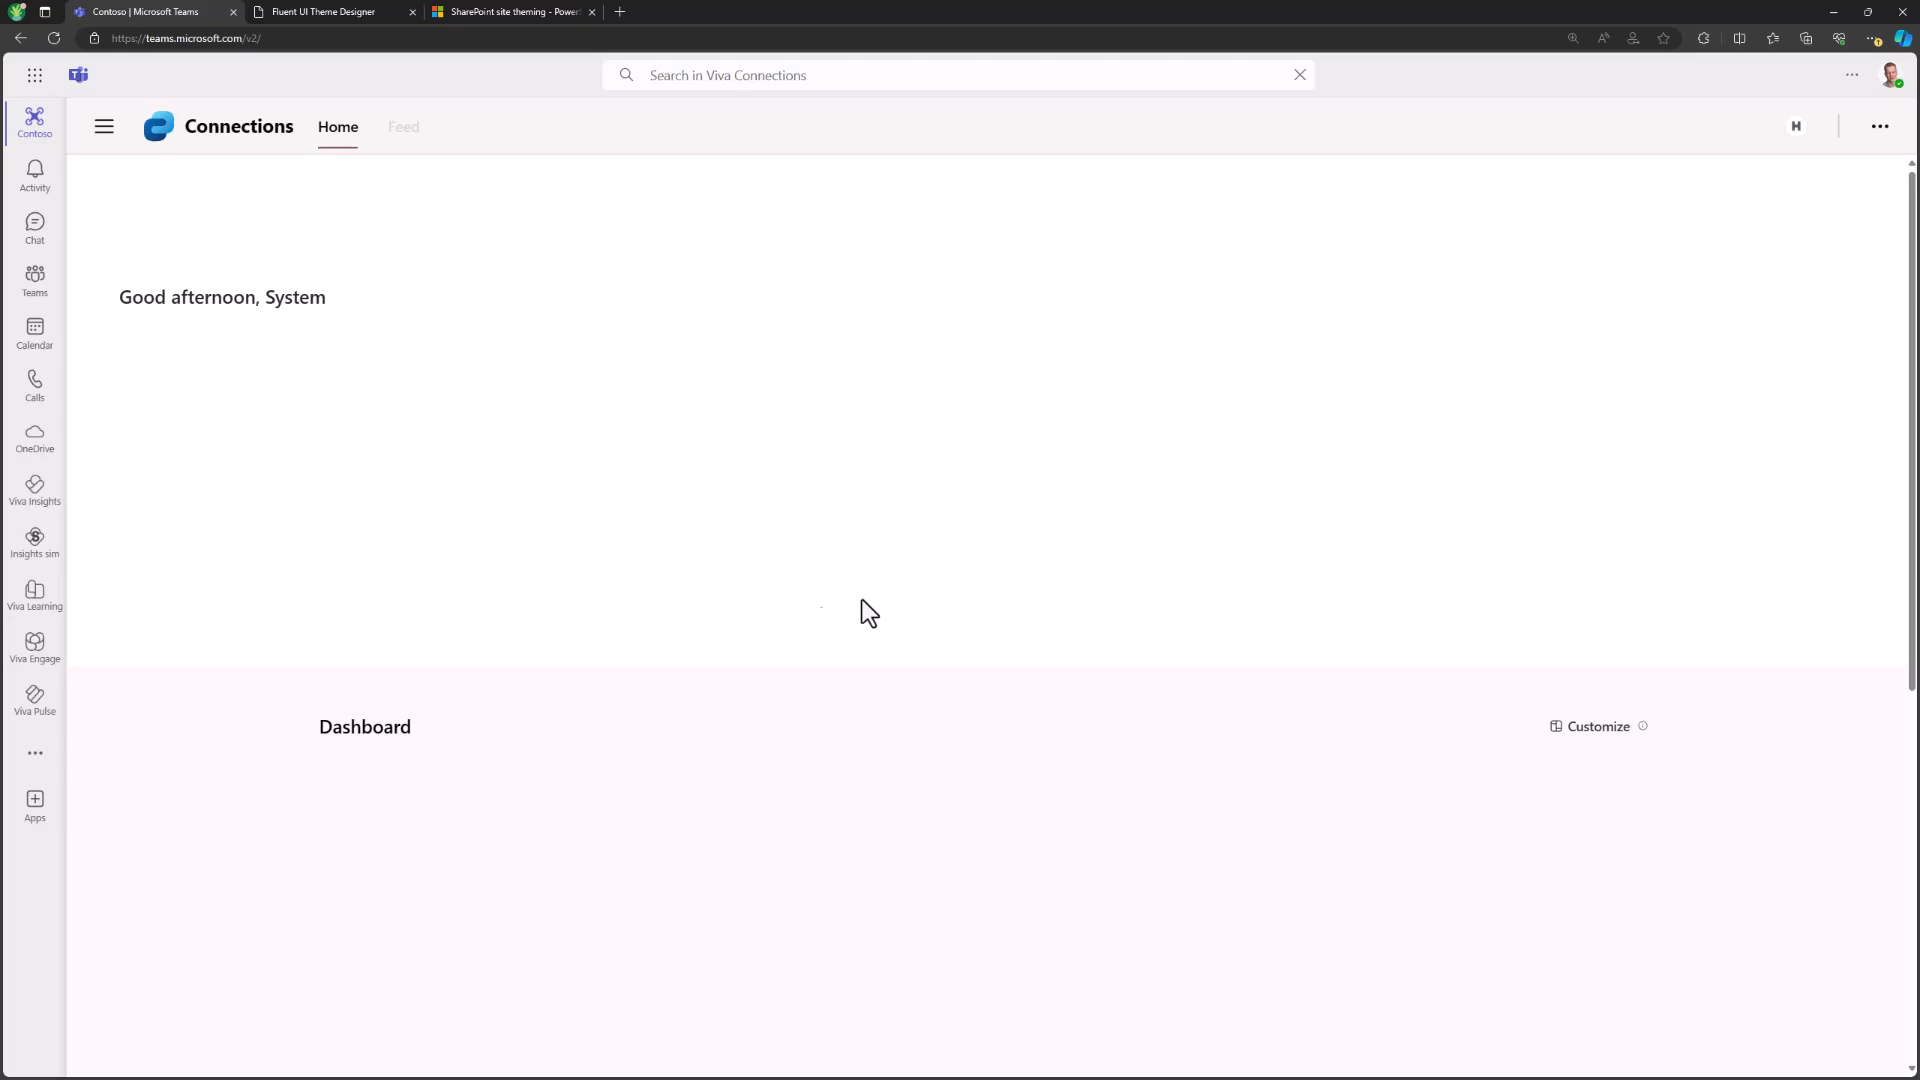 Contoso | Microsoft Teams
Fluent UI Theme Designer
SharePoint site theming - Power
https://teams.microsoft.com/v2/
Search in Viva Connections
Contoso
Connections
Home
Feed
H
Activity
Chat
Teams
Good afternoon, System
Calendar
Calls
OneDrive
Viva Insights
Insights sim
Viva Learning
Viva Engage
Viva Pulse
Dashboard
Customize
Apps